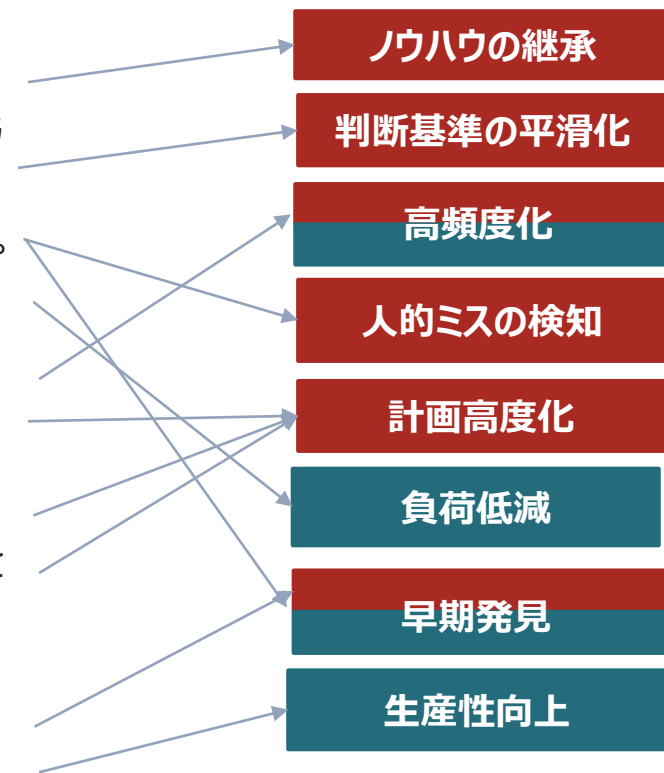 ノウハウの継承
判断基準の平滑化
高頻度化
。
人的ミスの検知
計画高度化
負荷低減
早期発見
生産性向上